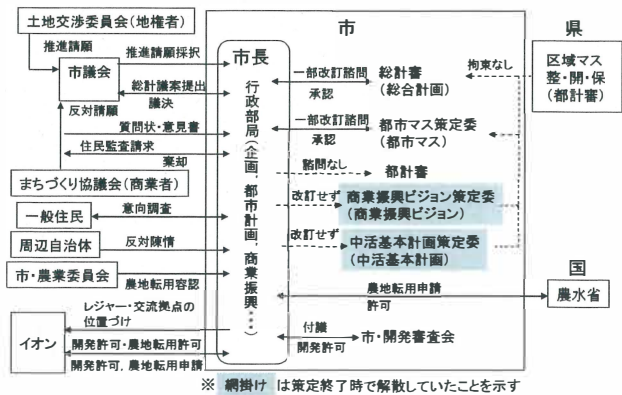 土地交渉委員会(地権者)
市
県
推進請願
推進請願採択
市議会
総計議案提出
議決
反対請願
質問状・意見書
住民監査請求
棄却
まちづくり協議会(商業者)
一般住民
意向調査
周辺自治体
反対陳情
市・農業委員会
農地転用容認
レジャー・交流拠点の
位置づけ
イオン
開発許可・農地転用許可
開発許可，農地転用申請
市長
行政部局(企画，都市計画，商業振興・・・)
一部改訂諮問
承認
総計審
(総合計画)
拘束なし
区域マス
整・開・保
(都計審)
一部改訂諮問
承認
都市マス策定委
(都市マス)
諮問なし
都計審
改訂せず
商業振興ビジョン策定委
(商業振興ビジョン)
改訂せず
中活基本計画策定委
(中活基本計画)
国
農地転用申請
許可
農水省
付議
開発許可
市・開発審査会
※ 網掛け は策定終了時で解散していたことを示す